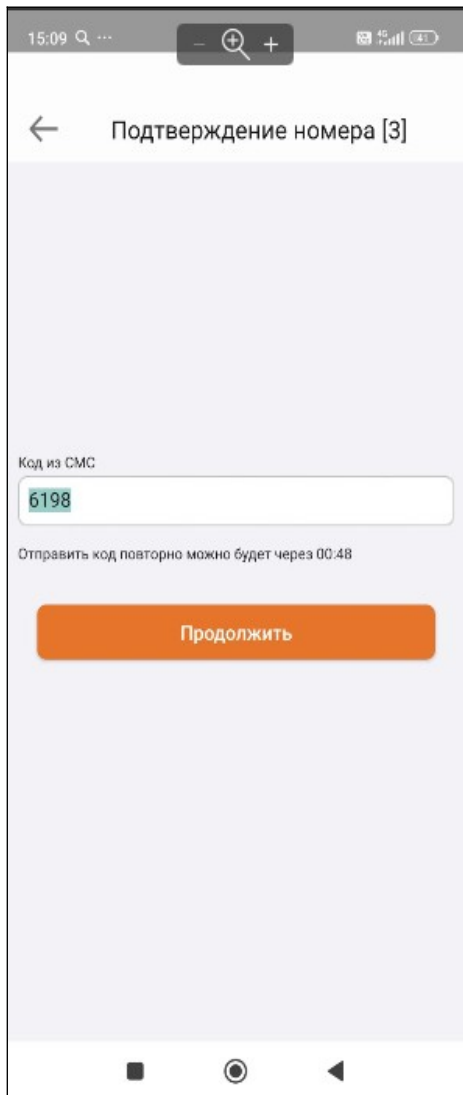 15:09
Подтверждение номера [3]
Код из СМС
6198
Отправить код повторно можно будет через 00:48
Продолжить